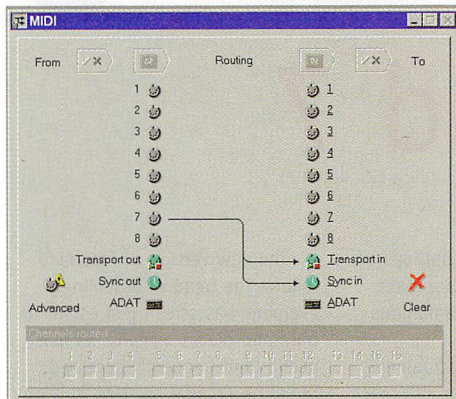 MIDI
From Routing To
1 1
2 2
3 3
4 4
5 5
6 6
7 7
8 8
Transport out Transport in
Sync out Sync in
ADAT ADAT
Advanced Clear
Channels routed
1 2 3 4 5 6 7 8 9 10 11 12 13 14 15 16